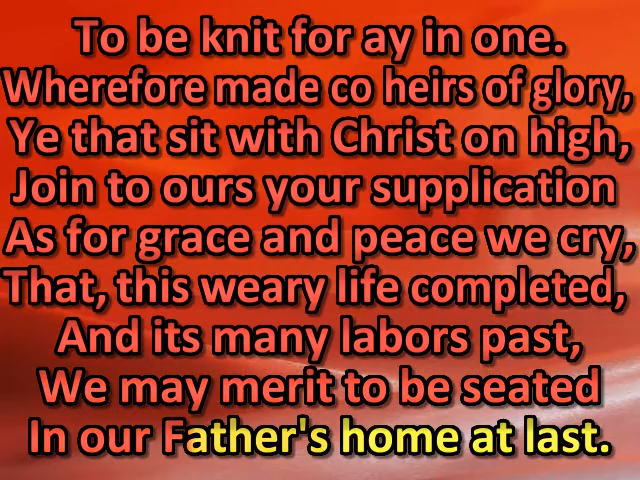 To be knit for ay in one.
Wherefore made co heirs of glory,
Ye that sit with Christ on high,
Join to ours your supplication
As for grace and peace we cry,
That, this weary life completed,
And its many labors past,
We may merit to be seated
In our Father's home at last.